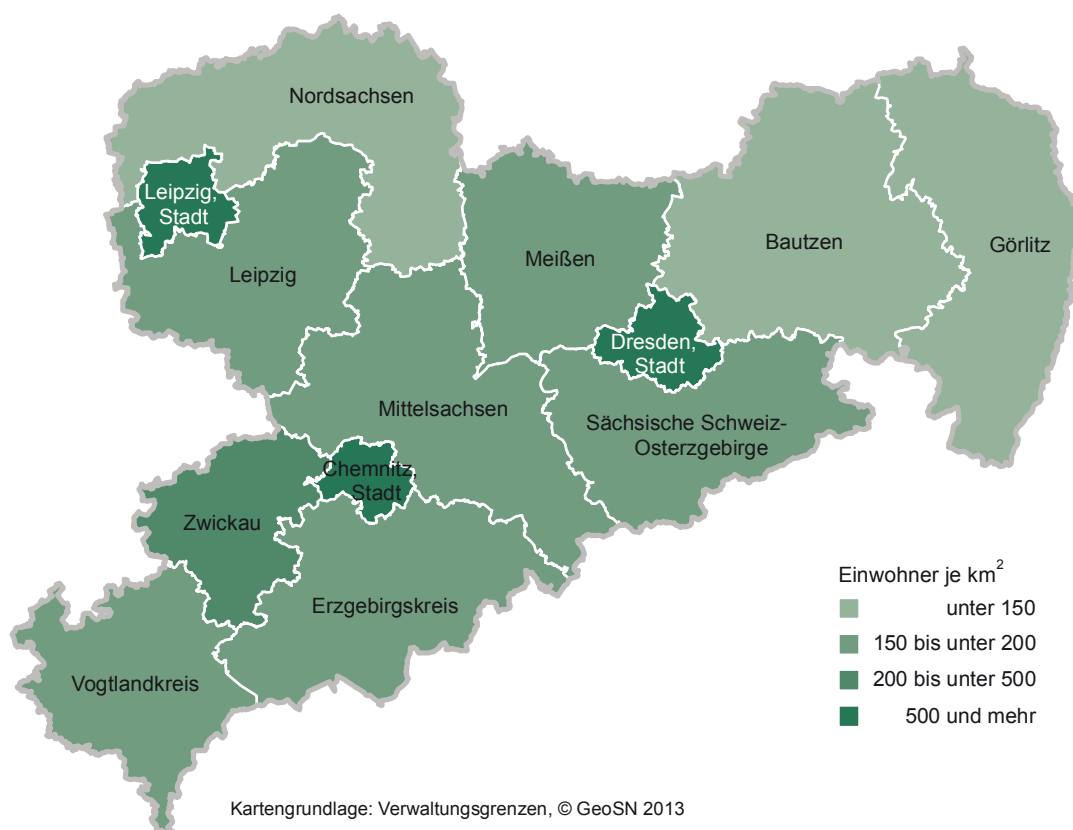 Nordsachsen
Leipzig,
Stadt
Leipzig
Meißen
Bautzen
Görlitz
Dresden,
Stadt
Mittelsachsen
Sächsische Schweiz-
Osterzgebirge
Chemnitz,
Stadt
Zwickau
Erzgebirgskreis
Vogtlandkreis
Einwohner je km²
unter 150
150 bis unter 200
200 bis unter 500
500 und mehr
Kartengrundlage: Verwaltungsgrenzen, © GeoSN 2013